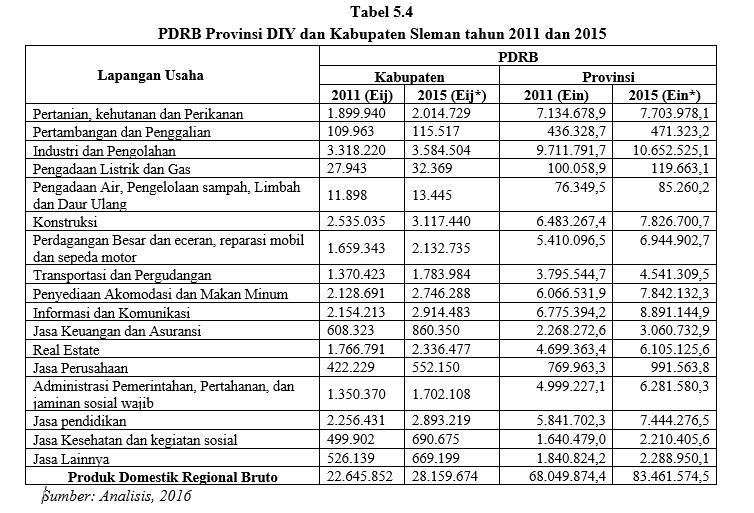 Tabel 5.4
PDRB Provinsi DIY dan Kabupaten Sleman tahun 2011 dan 2015
Lapangan Usaha PDRB
Kabupaten Provinsi
2011 (Eij) 2015 (Eij*) 2011 (Ein) 2015 (Ein*)
Pertanian, kehutanan dan Perikanan 1.899.940 2.014.729 7.134.678,9 7.703.978,1
Pertambangan dan Penggalian 109.963 115.517 436.328,7 471.323,2
Industri dan Pengolahan 3.318.220 3.584.504 9.711.791,7 10.652.525,1
Pengadaan Listrik dan Gas 27.943 32.369 100.058,9 119.663,1
Pengadaan Air, Pengelolaan sampah, Limbah
dan Daur Ulang 11.898 13.445 76.349,5 85.260,2
Konstruksi 2.535.035 3.117.440 6.483.267,4 7.826.700,7
Perdagangan Besar dan eceran, reparasi mobil
dan sepeda motor 1.659.343 2.132.735 5.410.096,5 6.944.902,7
Transportasi dan Pergudangan 1.370.423 1.783.984 3.795.544,7 4.541.309,5
Penyediaan Akomodasi dan Makan Minum 2.128.691 2.746.288 6.066.531,9 7.842.132,3
Informasi dan Komunikasi 2.154.213 2.914.483 6.775.394,2 8.891.144,9
Jasa Keuangan dan Asuransi 608.323 860.350 2.268.272,6 3.060.732,9
Real Estate 1.766.791 2.336.477 4.699.363,4 6.105.125,6
Jasa Perusahaan 422.229 552.150 769.963,3 991.563,8
Administrasi Pemerintahan, Pertahanan, dan
jaminan sosial wajib 1.350.370 1.702.108 4.999.227,1 6.281.580,3
Jasa pendidikan 2.256.431 2.893.219 5.841.702,3 7.444.276,5
Jasa Kesehatan dan kegiatan sosial 499.902 690.675 1.640.479,0 2.210.405,6
Jasa Lainnya 526.139 669.199 1.840.824,2 2.288.950,1
Produk Domestik Regional Bruto 22.645.852 28.159.674 68.049.874,4 83.461.574,5
Sumber: Analisis, 2016